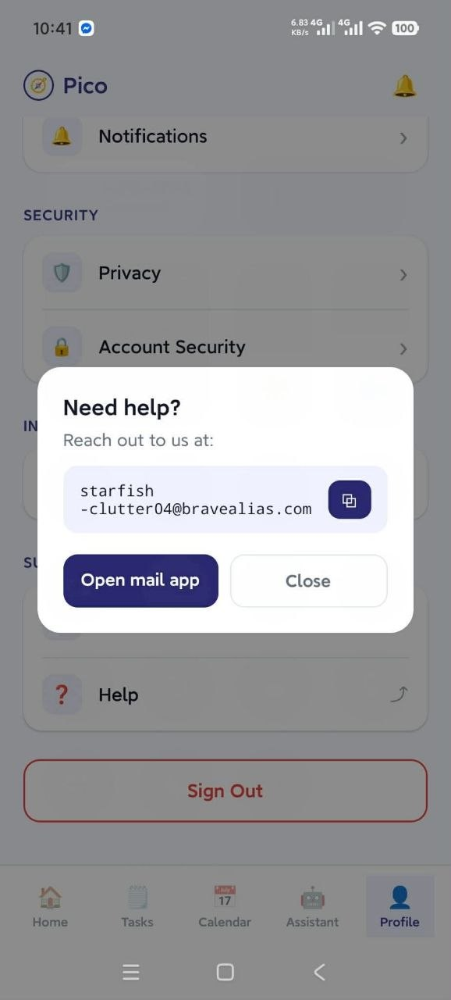 10:41
6.83 KB/s 4G 4G 100
Pico
Notifications
SECURITY
Privacy
Account Security
IN
Need help?
Reach out to us at:
starfish
-clutter04@bravealias.com
Open mail app
Close
SU
Help
Sign Out
July
17
Home
Tasks
Calendar
Assistant
Profile